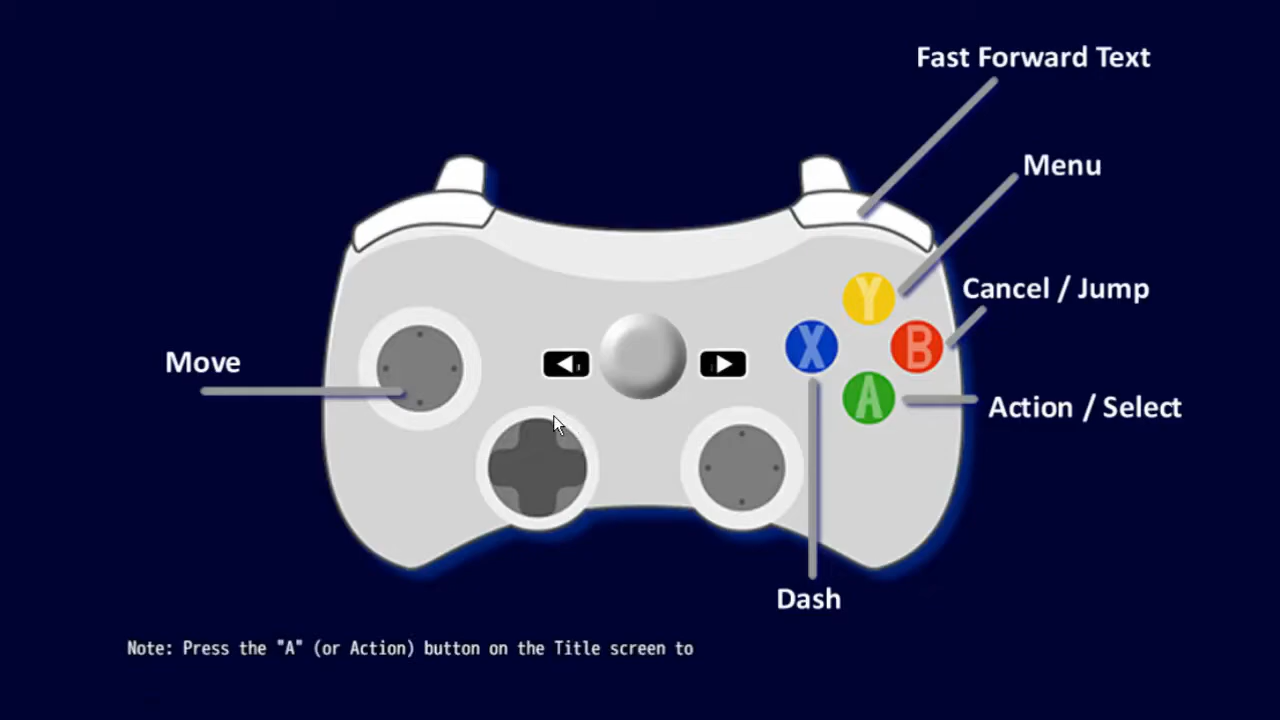 Fast Forward Text
Menu
Cancel / Jump
Y
X
B
A
Move
Action / Select
Dash
Note: Press the "A" (or Action) button on the Title screen to